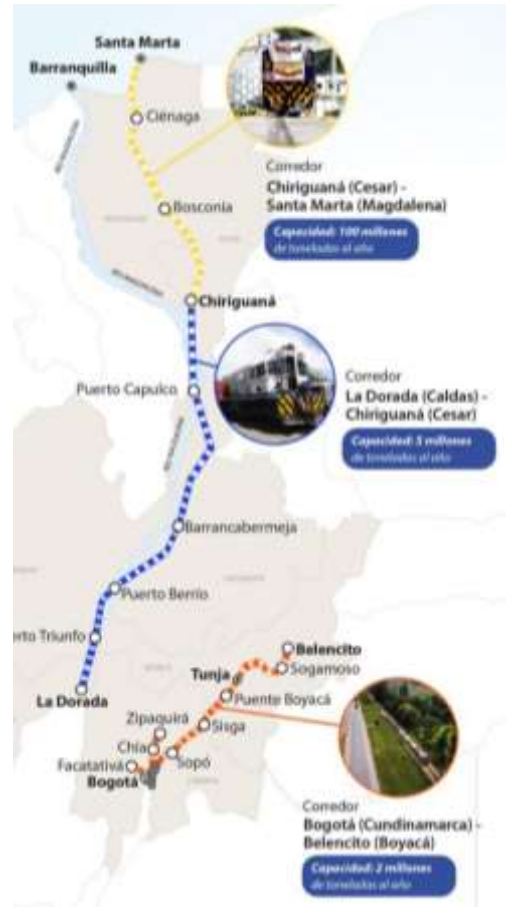 Santa Marta
Barranquilla
Ciénaga
Corredor
Chiriguaná (Cesar) -
Santa Marta (Magdalena)
Bosconia
Capacidad: 100 millones
de toneladas al año
Chiriguaná
Corredor
La Dorada (Caldas) -
Chiriguaná (Cesar)
Puerto Capulco
Capacidad: 5 millones
de toneladas al año
Barrancabermeja
Puerto Berrío
rto Triunfo
Belencito
Sogamoso
Tunja
La Dorada
Puente Boyacá
Zipaquirá
Sisga
Chía
Sopó
Facatativá
Bogotá
Corredor
Bogotá (Cundinamarca) -
Belencito (Boyacá)
Capacidad: 2 millones
de toneladas al año